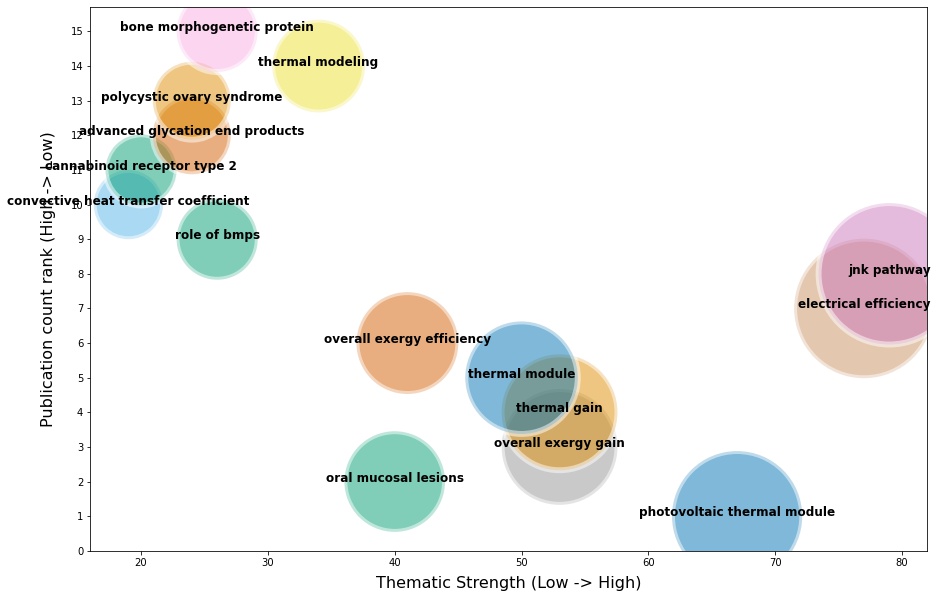 15
bone morphogenetic protein
14
thermal modeling
13
polycystic ovary syndrome
12
advanced glycation end products
11
cannabinoid receptor type 2
10
convective heat transfer coefficient
9
role of bmps
8
jnk pathway
7
electrical efficiency
6
overall exergy efficiency
5
thermal module
4
thermal gain
3
overall exergy gain
2
oral mucosal lesions
1
photovoltaic thermal module
0
Publication count rank (High -> Low)
20 30 40 50 60 70 80
Thematic Strength (Low -> High)